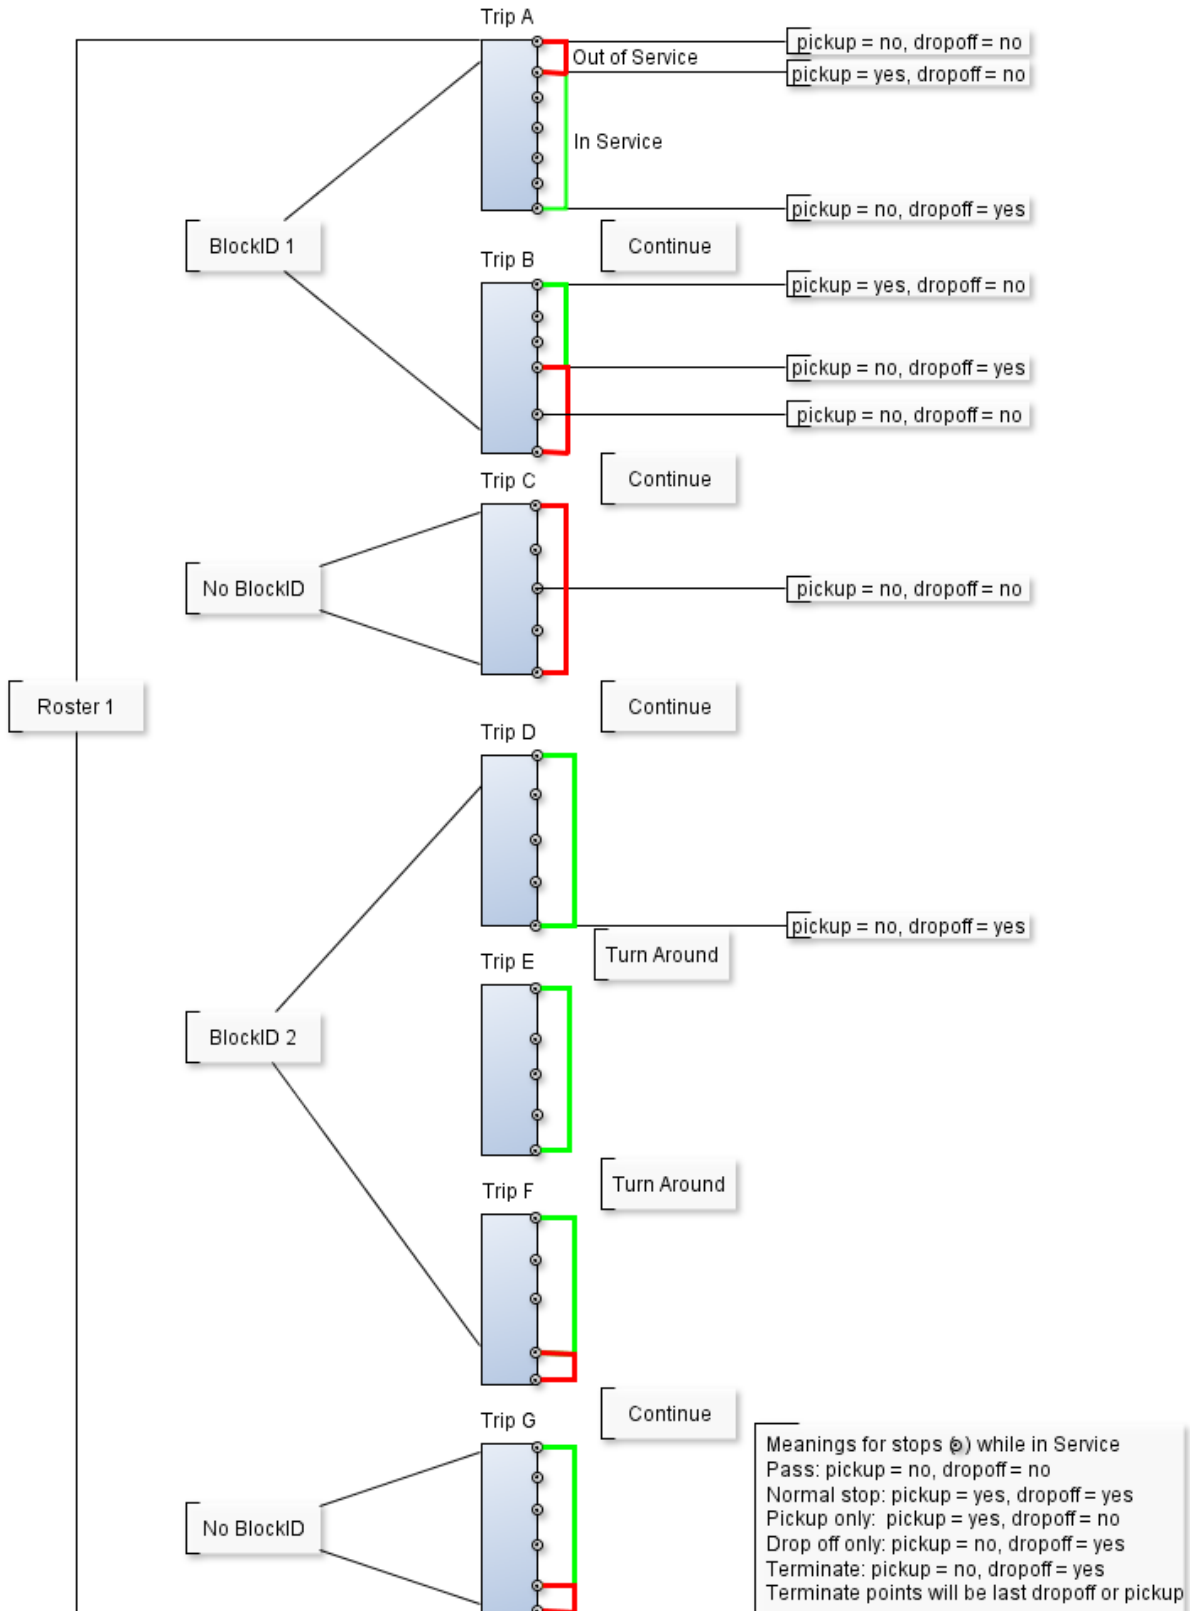 Trip A
pickup = no, dropoff = no
Out of Service
pickup = yes, dropoff = no
In Service
pickup = no, dropoff = yes
BlockID 1
Continue
Trip B
pickup = yes, dropoff = no
pickup = no, dropoff = yes
pickup = no, dropoff = no
Continue
Trip C
No BlockID
pickup = no, dropoff = no
Roster 1
Continue
Trip D
pickup = no, dropoff = yes
Turn Around
Trip E
BlockID 2
Turn Around
Trip F
Continue
Trip G
No BlockID
Meanings for stops (o) while in Service
Pass: pickup = no, dropoff = no
Normal stop: pickup = yes, dropoff = yes
Pickup only: pickup = yes, dropoff = no
Drop off only: pickup = no, dropoff = yes
Terminate: pickup = no, dropoff = yes
Terminate points will be last dropoff or pickup